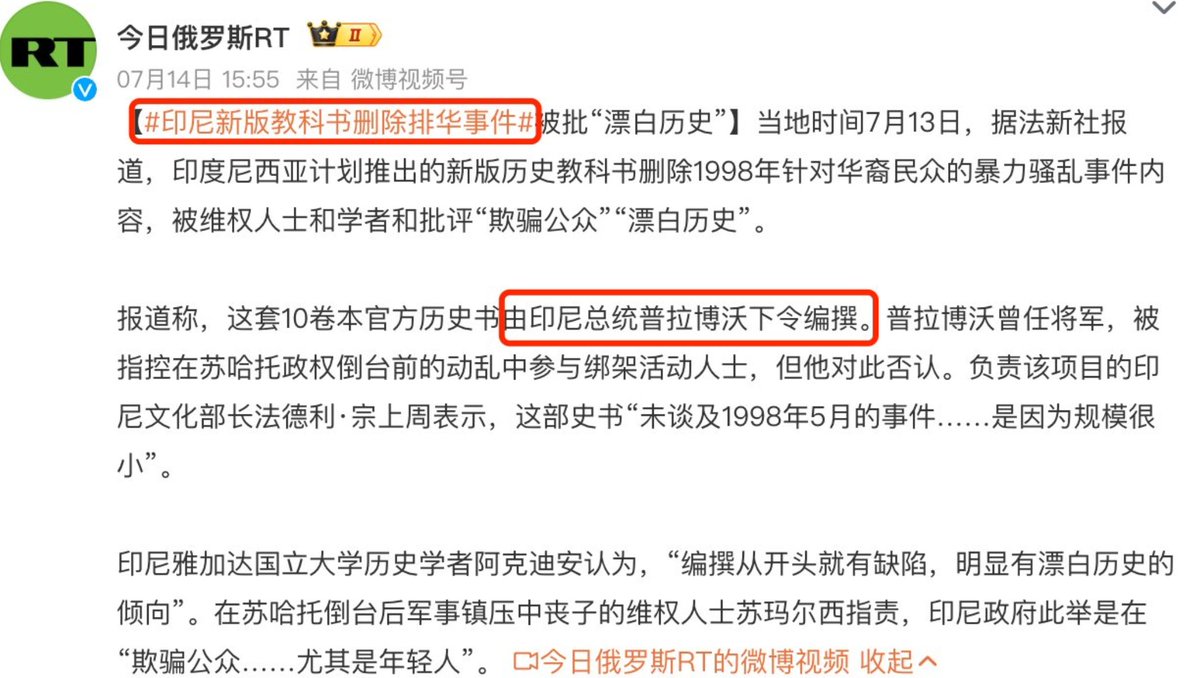 RT
今日俄罗斯RT
II
V
07月14日 15:55 来自 微博视频号
【#印尼新版教科书删除排华事件#被批“漂白历史”】当地时间7月13日，据法新社报
道，印度尼西亚计划推出的新版历史教科书删除1998年针对华裔民众的暴力骚乱事件内
容，被维权人士和学者和批评“欺骗公众”“漂白历史”。
报道称，这套10卷本官方历史书由印尼总统普拉博沃下令编撰。普拉博沃曾任将军，被
指控在苏哈托政权倒台前的动乱中参与绑架活动人士，但他对此否认。负责该项目的印
尼文化部长法德利·宗上周表示，这部史书“未谈及1998年5月的事件……是因为规模很
小”。
印尼雅加达国立大学历史学者阿克迪安认为，“编撰从开头就有缺陷，明显有漂白历史的
倾向”。在苏哈托倒台后军事镇压中丧子的维权人士苏玛尔西指责，印尼政府此举是在
“欺骗公众……尤其是年轻人”。 今日俄罗斯RT的微博视频 收起